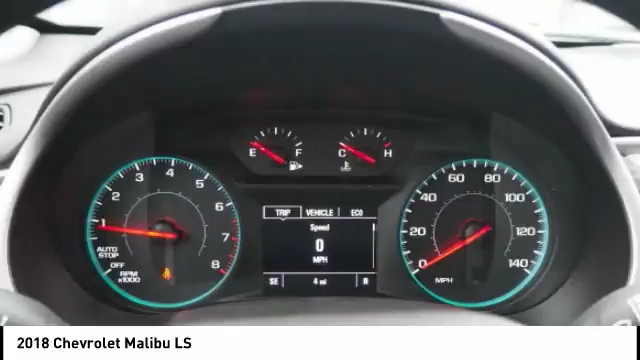 E F C H
1 2 3 4 5 6 7 8
AUTO STOP
OFF
RPM x1000
TRIP VEHICLE ECO
Speed
0
MPH
SE 4 mi R
0 20 40 60 80 100 120 140
MPH
2018 Chevrolet Malibu LS